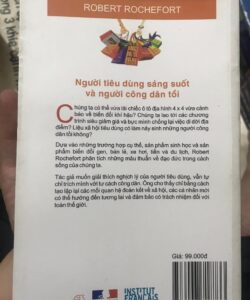 ROBERT ROCHEFORT
Người tiêu dùng sáng suốt
và người công dân tồi
Chúng ta có thể vừa lái chiếc ô tô địa hình 4 x 4 vừa cảnh
báo về biến đổi khí hậu? Chúng ta lao tới các chương
trình siêu giảm giá và bực mình chống lại việc di dời địa
điểm? Liệu xã hội tiêu dùng có làm nảy sinh những người
công dân tồi không?
Dựa vào những trường hợp cụ thể, sản phẩm sinh học và sản
phẩm biến đổi gen, bán lẻ, xe hơi, tiền và du lịch, Robert
Rochefort phân tích những mâu thuẫn về đạo đức trong cách
sống của chúng ta.
Tác giả muốn giải thích nghịch lý của người tiêu dùng, vẫn tự
chỉ trích mình với tư cách công dân. Ông cho thấy chỉ bằng cách
tạo lập lại các mối quan hệ đoàn kết về xã hội, các cá nhân mới
có thể hướng đến tương lai và đảm bảo có trách nhiệm đối với
toàn thế giới.
Giá: 99.000đ
INSTITUT
FRANÇAIS